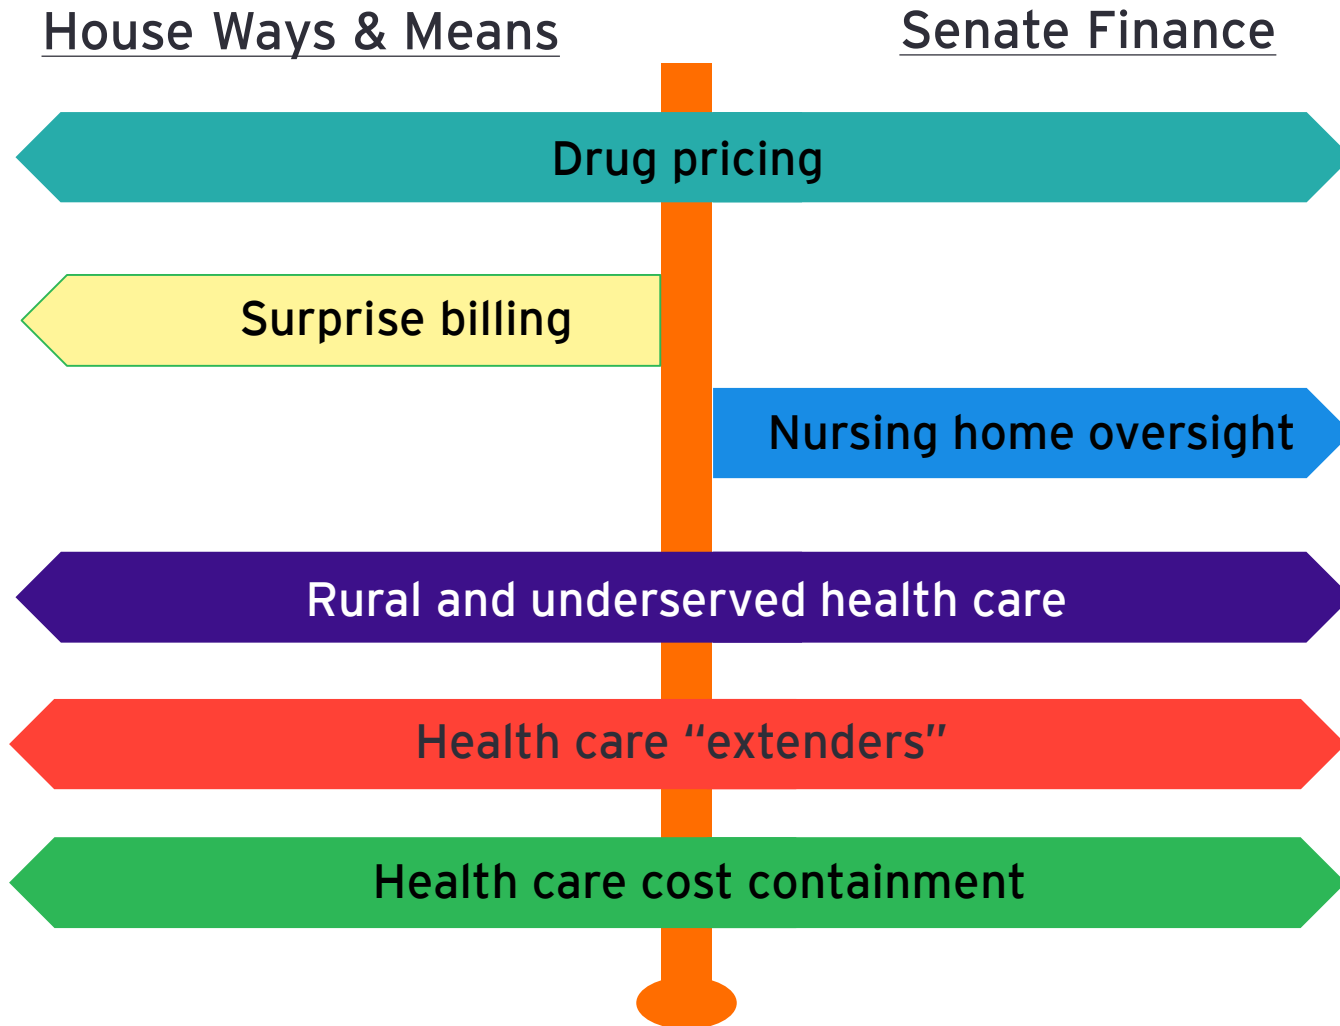 House Ways & Means
Senate Finance
Drug pricing
Surprise billing
Nursing home oversight
Rural and underserved health care
Health care “extenders”
Health care cost containment